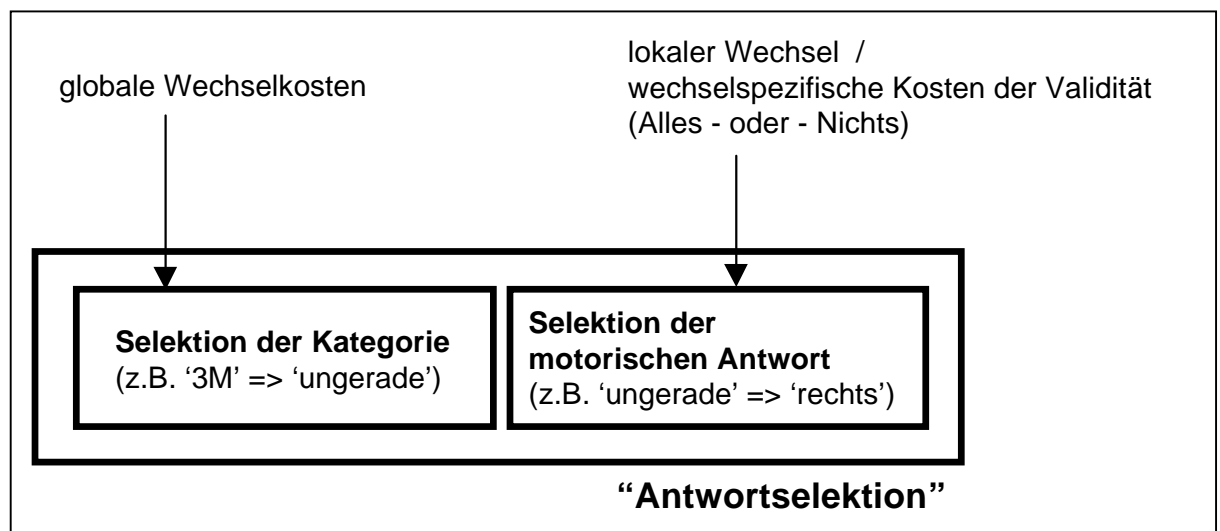 globale Wechselkosten
lokaler Wechsel /
wechselspezifische Kosten der Validität
(Alles - oder - Nichts)
Selektion der Kategorie
(z.B. ‘3M’ => ‘ungerade’)
Selektion der
motorischen Antwort
(z.B. ‘ungerade’ => ‘rechts’)
“Antwortselektion”